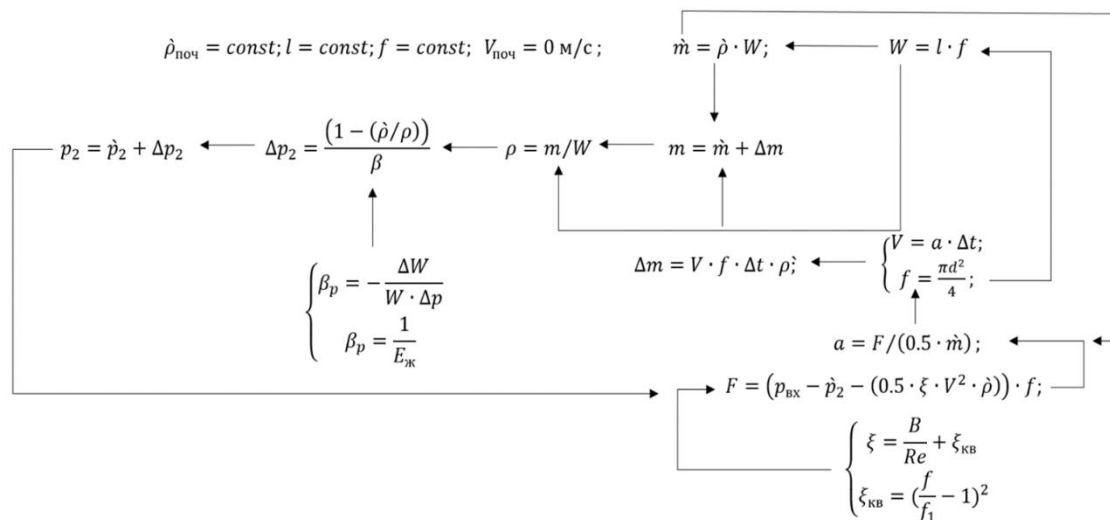 ρ̀поч = const; l = const; f = const; Vпоч = 0 м/с ; m̀ = ρ̀ · W; W = l · f
p₂ = p̀₂ + Δp₂ Δp₂ = (1 − (ρ̀/ρ))/β ρ = m/W m = m̀ + Δm
Δm = V · f · Δt · ρ̀; { V = a · Δt;
f = πd²/4 ;
{ βₚ = − ΔW/(W · Δp)
βₚ = 1/Eж
a = F/(0.5 · m̀) ;
F = (pвх − p̀₂ − (0.5 · ξ · V² · ρ̀)) · f;
{ ξ = B/Re + ξкв
ξкв = (f/f₁ − 1)²